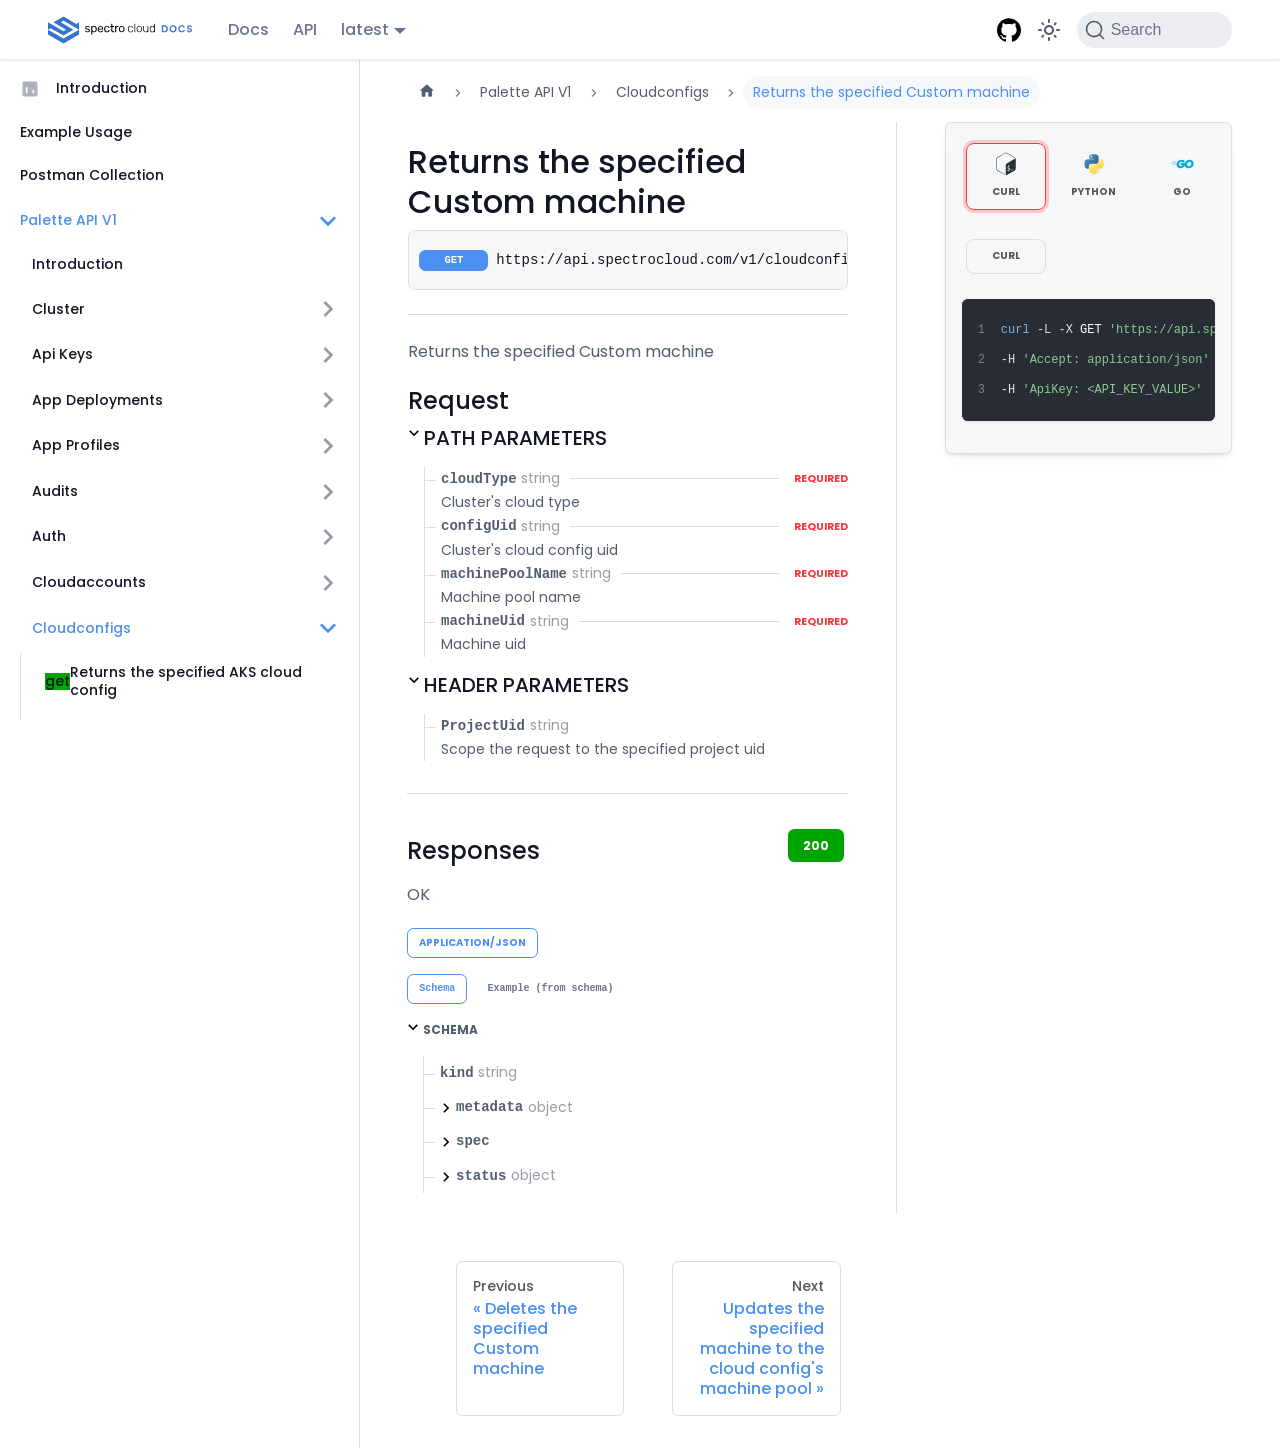 spectro cloud DOCS
Docs
API
latest
Search
Introduction
Example Usage
Postman Collection
Palette API V1
Introduction
Cluster
Api Keys
App Deployments
App Profiles
Audits
Auth
Cloudaccounts
Cloudconfigs
get Returns the specified AKS cloud
config
Palette API V1
Cloudconfigs
Returns the specified Custom machine
Returns the specified
Custom machine
GET https://api.spectrocloud.com/v1/cloudconfi
Returns the specified Custom machine
Request
PATH PARAMETERS
cloudType string REQUIRED
Cluster's cloud type
configUid string REQUIRED
Cluster's cloud config uid
machinePoolName string REQUIRED
Machine pool name
machineUid string REQUIRED
Machine uid
HEADER PARAMETERS
ProjectUid string
Scope the request to the specified project uid
Responses
200
OK
APPLICATION/JSON
Schema
Example (from schema)
SCHEMA
kind string
metadata object
spec
status object
Previous
« Deletes the
specified
Custom
machine
Next
Updates the
specified
machine to the
cloud config's
machine pool »
CURL
PYTHON
GO
CURL
1 curl -L -X GET 'https://api.sp
2 -H 'Accept: application/json'
3 -H 'ApiKey: <API_KEY_VALUE>'